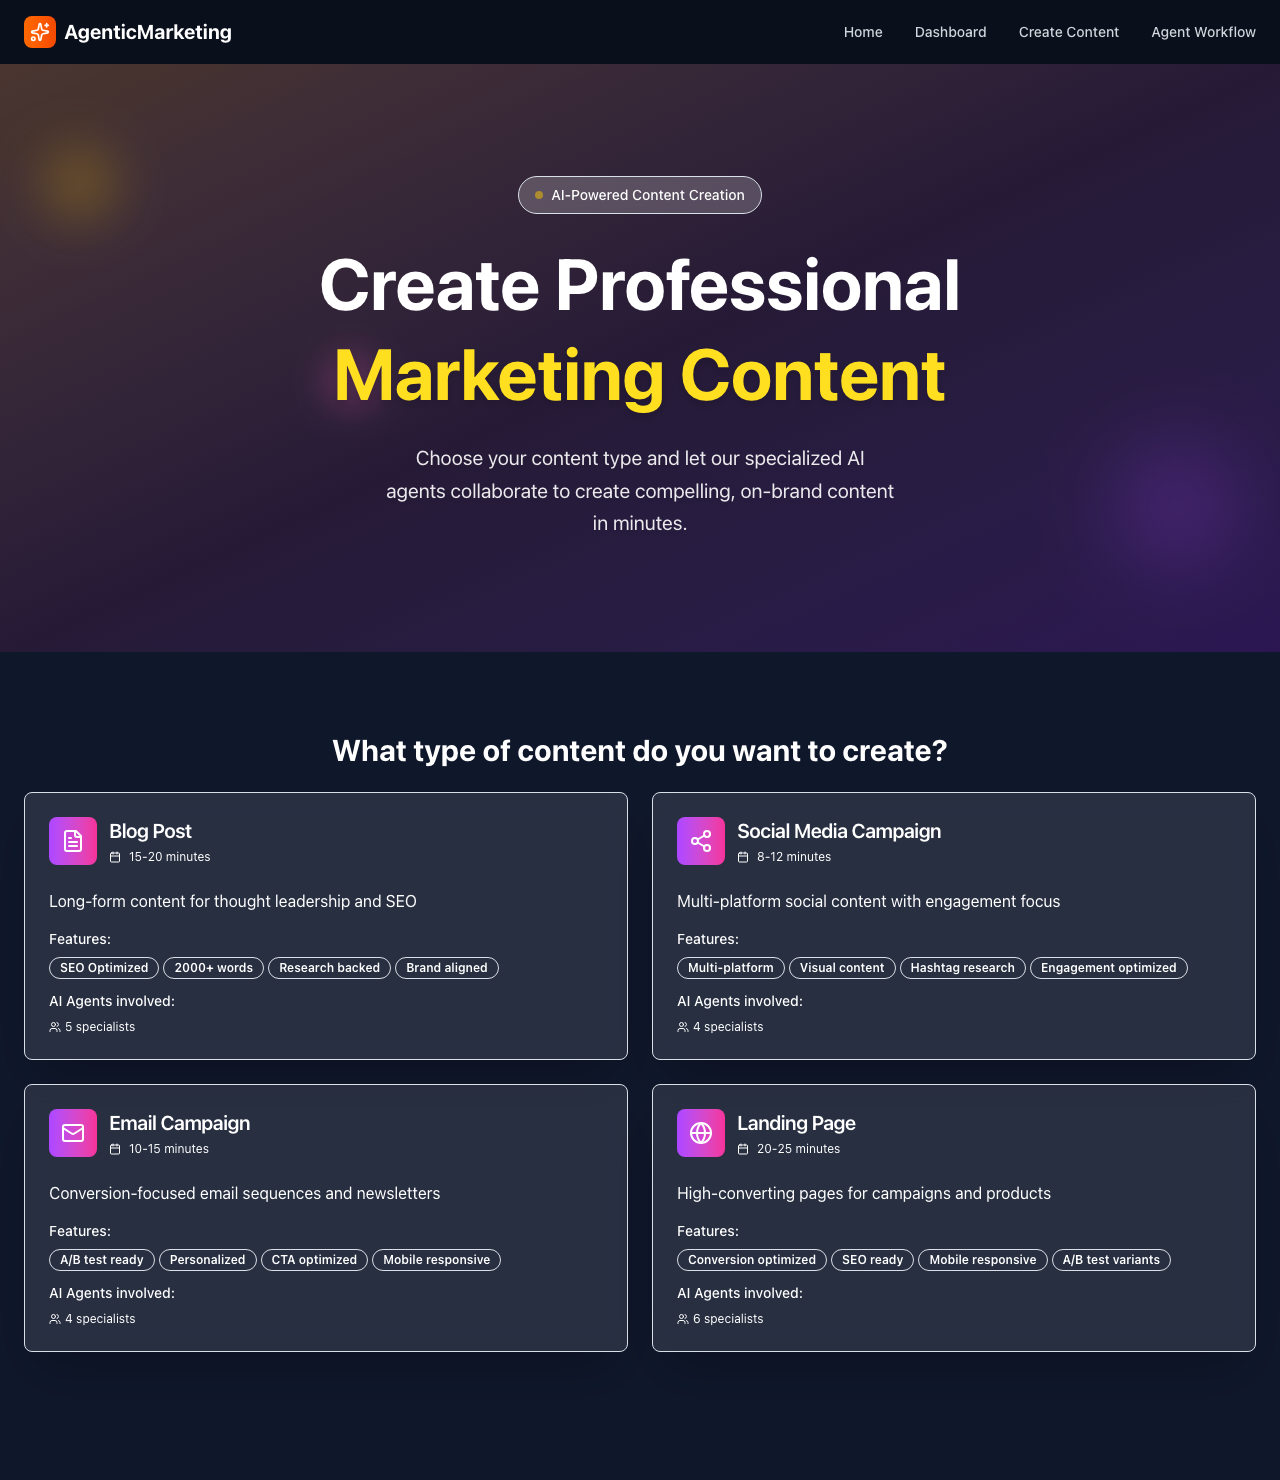 AgenticMarketing
Home Dashboard Create Content Agent Workflow
AI-Powered Content Creation
Create Professional
Marketing Content
Choose your content type and let our specialized AI
agents collaborate to create compelling, on-brand content
in minutes.
What type of content do you want to create?
Blog Post
15-20 minutes
Long-form content for thought leadership and SEO
Features:
SEO Optimized 2000+ words Research backed Brand aligned
AI Agents involved:
5 specialists
Social Media Campaign
8-12 minutes
Multi-platform social content with engagement focus
Features:
Multi-platform Visual content Hashtag research Engagement optimized
AI Agents involved:
4 specialists
Email Campaign
10-15 minutes
Conversion-focused email sequences and newsletters
Features:
A/B test ready Personalized CTA optimized Mobile responsive
AI Agents involved:
4 specialists
Landing Page
20-25 minutes
High-converting pages for campaigns and products
Features:
Conversion optimized SEO ready Mobile responsive A/B test variants
AI Agents involved:
6 specialists